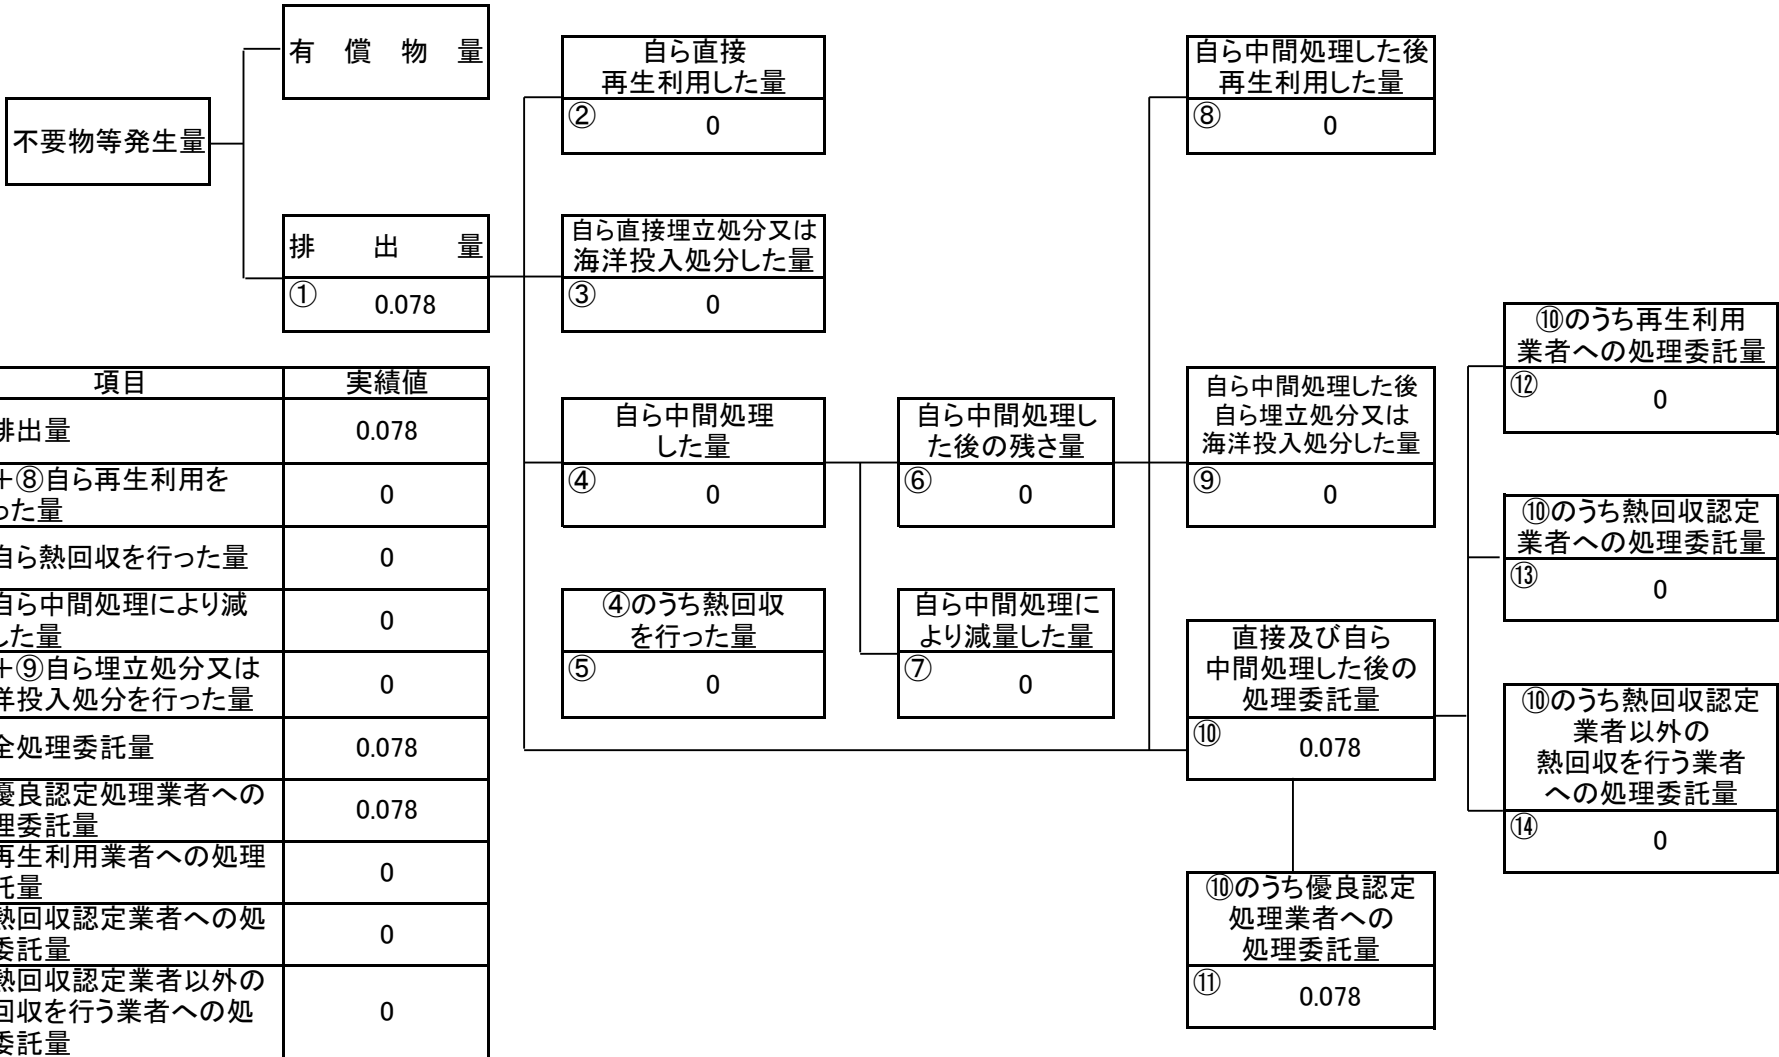 有 償 物 量
不要物等発生量
排 出 量
① 0.078
自ら直接
再生利用した量
② 0
自ら直接埋立処分又は
海洋投入処分した量
③ 0
自ら中間処理
した量
④ 0
④のうち熱回収
を行った量
⑤ 0
自ら中間処理し
た後の残さ量
⑥ 0
自ら中間処理に
より減量した量
⑦ 0
自ら中間処理した後
再生利用した量
⑧ 0
自ら中間処理した後
自ら埋立処分又は
海洋投入処分した量
⑨ 0
直接及び自ら
中間処理した後の
処理委託量
⑩ 0.078
⑩のうち優良認定
処理業者への
処理委託量
⑪ 0.078
⑩のうち再生利用
業者への処理委託量
⑫ 0
⑩のうち熱回収認定
業者への処理委託量
⑬ 0
⑩のうち熱回収認定
業者以外の
熱回収を行う業者
への処理委託量
⑭ 0
項目 実績値
排出量 0.078
+⑧自ら再生利用を
った量 0
自ら熱回収を行った量 0
自ら中間処理により減
した量 0
+⑨自ら埋立処分又は
洋投入処分を行った量 0
全処理委託量 0.078
優良認定処理業者への
理委託量 0.078
再生利用業者への処理
託量 0
熱回収認定業者への処
委託量 0
熱回収認定業者以外の
回収を行う業者への処
委託量 0